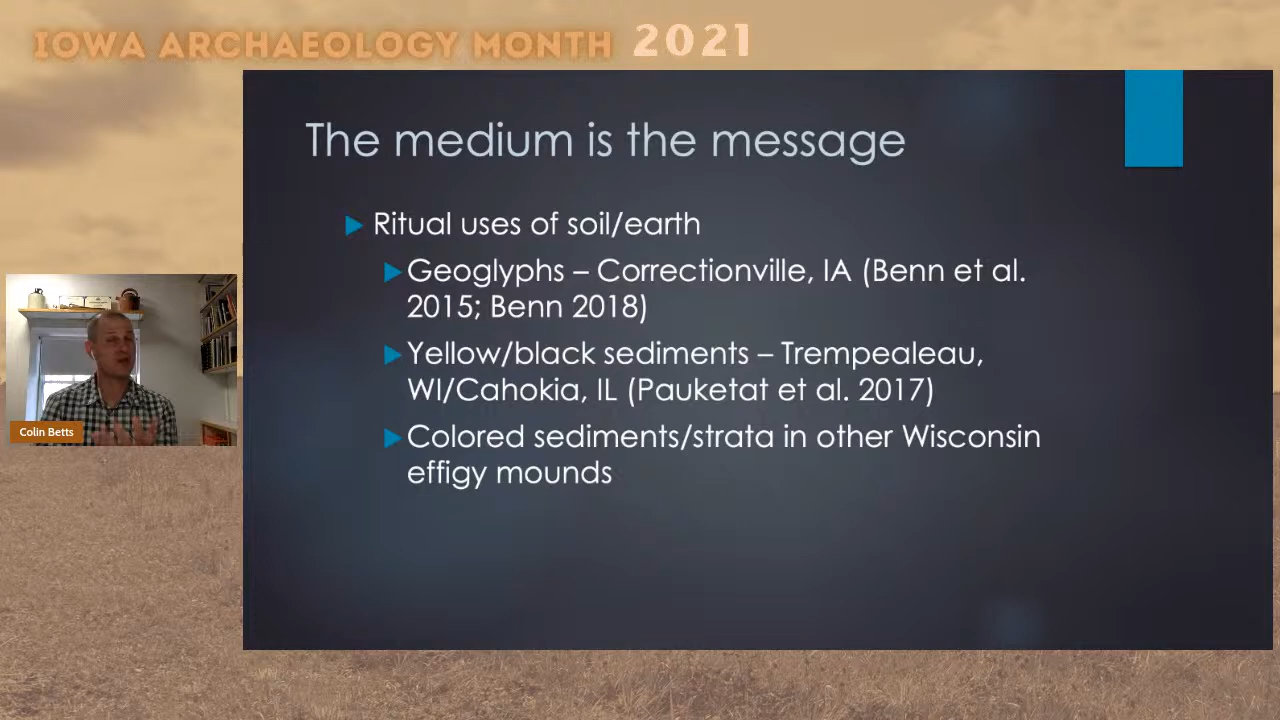 IOWA ARCHAEOLOGY MONTH 2021
The medium is the message
Ritual uses of soil/earth
Geoglyphs – Correctionville, IA (Benn et al.
2015; Benn 2018)
Yellow/black sediments – Trempealeau,
WI/Cahokia, IL (Pauketat et al. 2017)
Colored sediments/strata in other Wisconsin
effigy mounds
Colin Betts